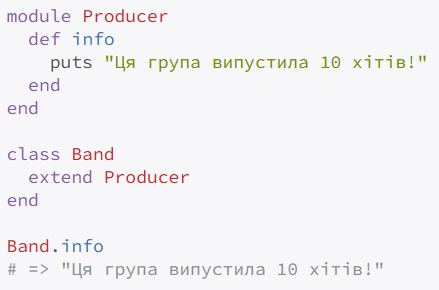 module Producer
  def info
    puts "Ця група випустила 10 хітів!"
  end
end

class Band
  extend Producer
end

Band.info
# => "Ця група випустила 10 хітів!"